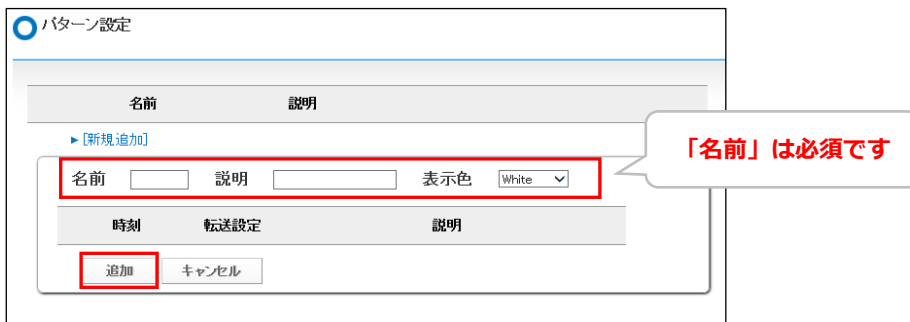 パターン設定
名前 説明
▶ [新規追加]
「名前」は必須です
名前 説明 表示色 White
時刻 転送設定 説明
追加 キャンセル